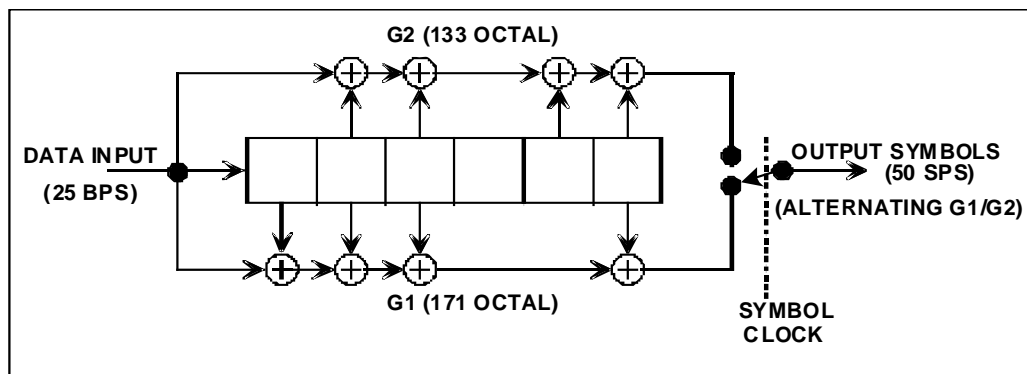 G2 (133 OCTAL)
DATA INPUT
(25 BPS)
OUTPUT SYMBOLS
(50 SPS)
(ALTERNATING G1/G2)
G1 (171 OCTAL)
SYMBOL
CLOCK